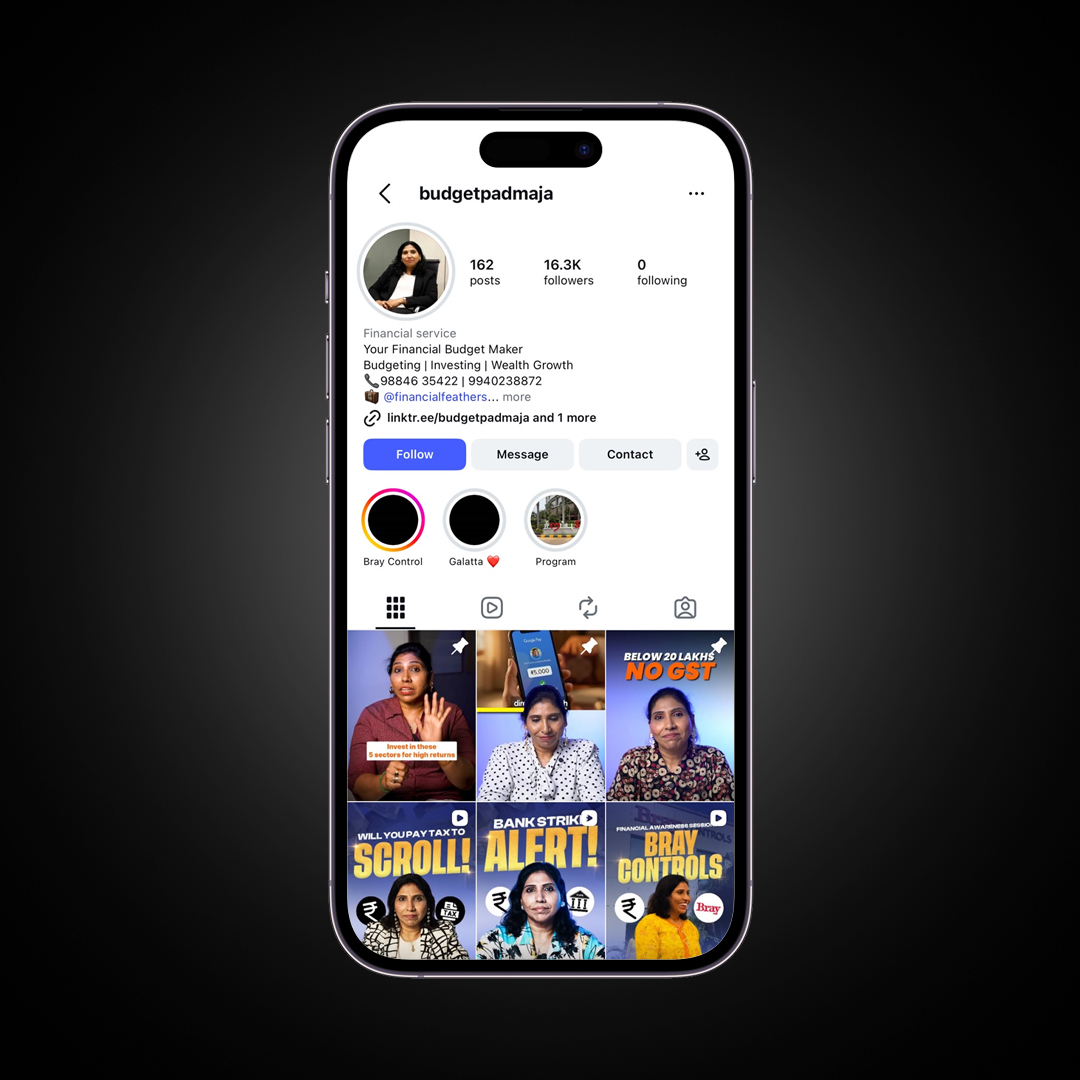 budgetpadmaja
162
posts
16.3K
followers
0
following
Financial service
Your Financial Budget Maker
Budgeting | Investing | Wealth Growth
98846 35422 | 9940238872
@financialfeathers... more
linktr.ee/budgetpadmaja and 1 more
Follow
Message
Contact
Bray Control
Galatta ❤️
Program
Invest in these
5 sectors for high returns
Google Pay
₹5,000
BELOW 20 LAKHS
NO GST
WILL YOU PAY TAX TO
SCROLL!
₹
TAX
BANK STRIKE
ALERT!
₹
FINANCIAL AWARENESS SESSION
BRAY
CONTROLS
₹
Bray